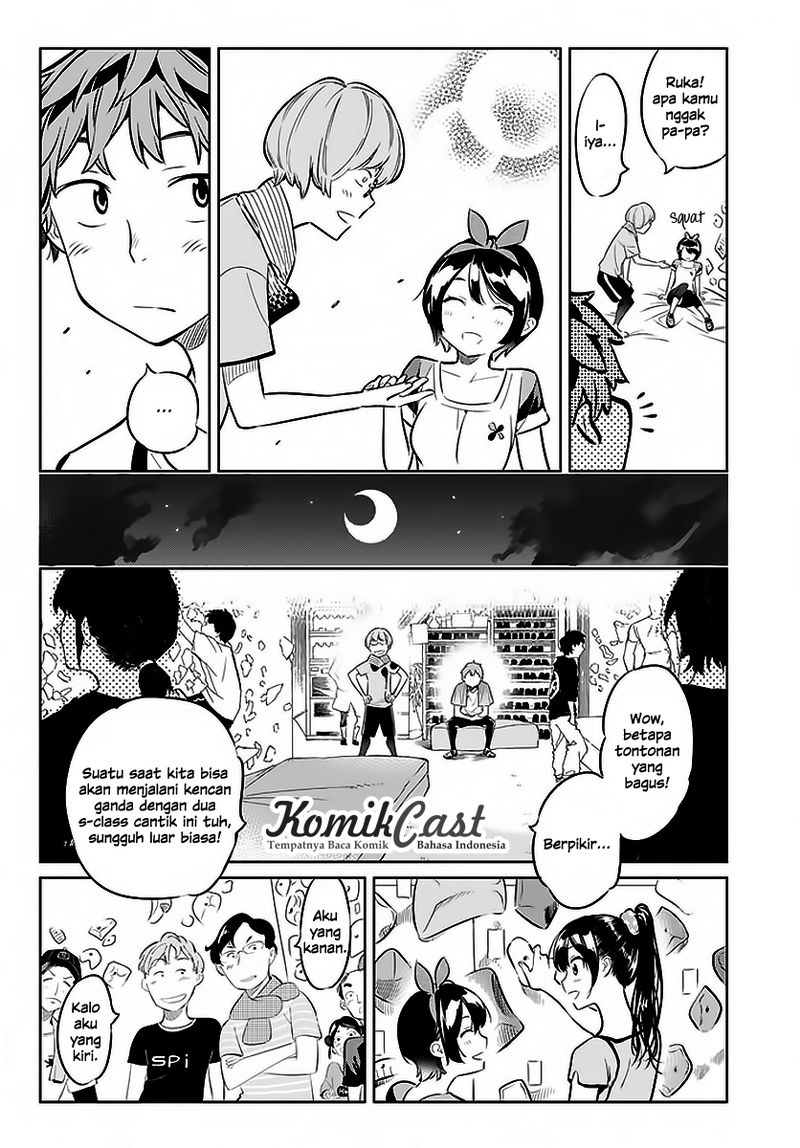 Ruka!
apa kamu
nggak
pa-pa?
I-
iya...
squat
...
Wow,
betapa
tontonan
yang
bagus!
Berpikir...
Suatu saat kita bisa
akan menjalani kencan
ganda dengan dua
s-class cantik ini tuh,
sungguh luar biasa!
KomikCast
Tempatnya Baca Komik Bahasa Indonesia
Aku
yang
kanan.
Kalo
aku
yang
kiri.
SPi